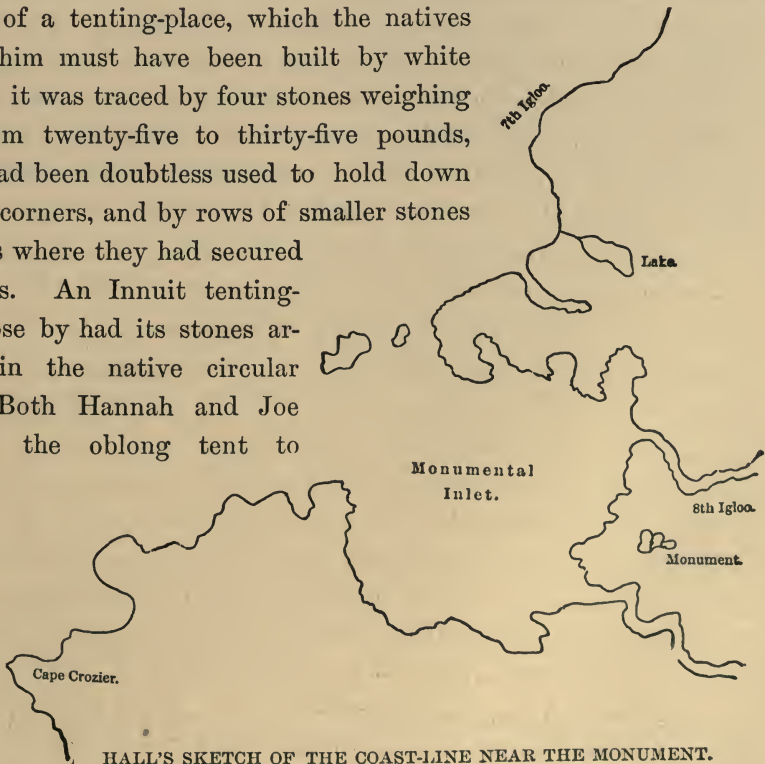 of a tenting-place, which the natives
him must have been built by white
it was traced by four stones weighing
m twenty-five to thirty-five pounds,
ad been doubtless used to hold down
corners, and by rows of smaller stones
s where they had secured
s. An Innuit tenting-
se by had its stones ar-
in the native circular
Both Hannah and Joe
the oblong tent to
7th Igloo.
Lake.
Monumental
Inlet.
8th Igloo.
Monument.
Cape Crozier.
HALL'S SKETCH OF THE COAST-LINE NEAR THE MONUMENT.